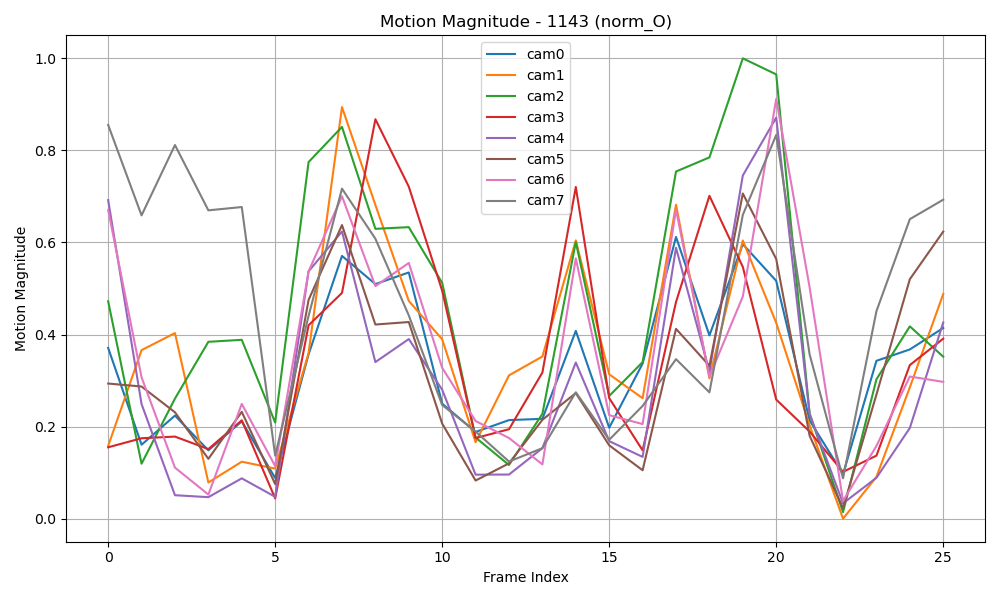 Motion Magnitude - 1143 (norm_O)
cam0
cam1
cam2
cam3
cam4
cam5
cam6
cam7
Motion Magnitude
1.0
0.8
0.6
0.4
0.2
0.0
0 5 10 15 20 25
Frame Index